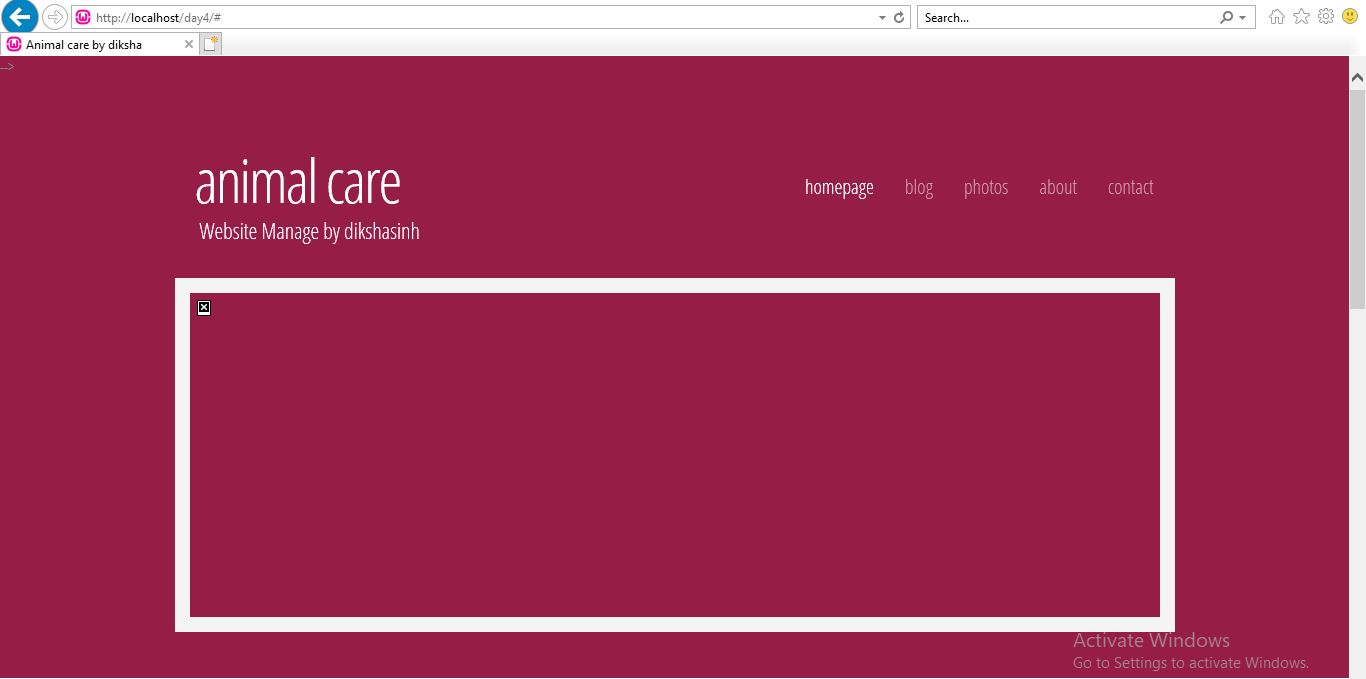 http://localhost/day4/#
Search...
Animal care by diksha
-->
animal care
homepage blog photos about contact
Website Manage by dikshasinh
Activate Windows
Go to Settings to activate Windows.